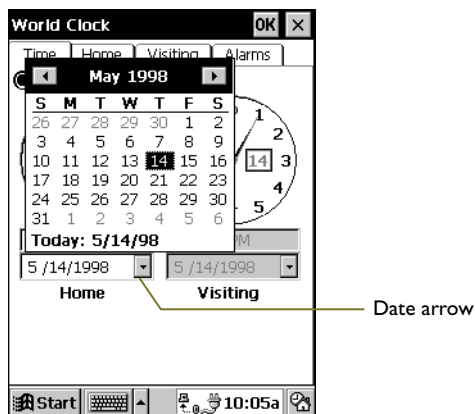 World Clock OK ×
Time Home Visiting Alarms
May 1998
S M T W T F S
26 27 28 29 30 1 2
3 4 5 6 7 8 9
10 11 12 13 14 15 16
17 18 19 20 21 22 23
24 25 26 27 28 29 30
31 1 2 3 4 5 6
Today: 5/14/98
1
2
14 3
4
5
PM
5 /14/1998 5 /14/1998
Home Visiting
Date arrow
Start 10:05a